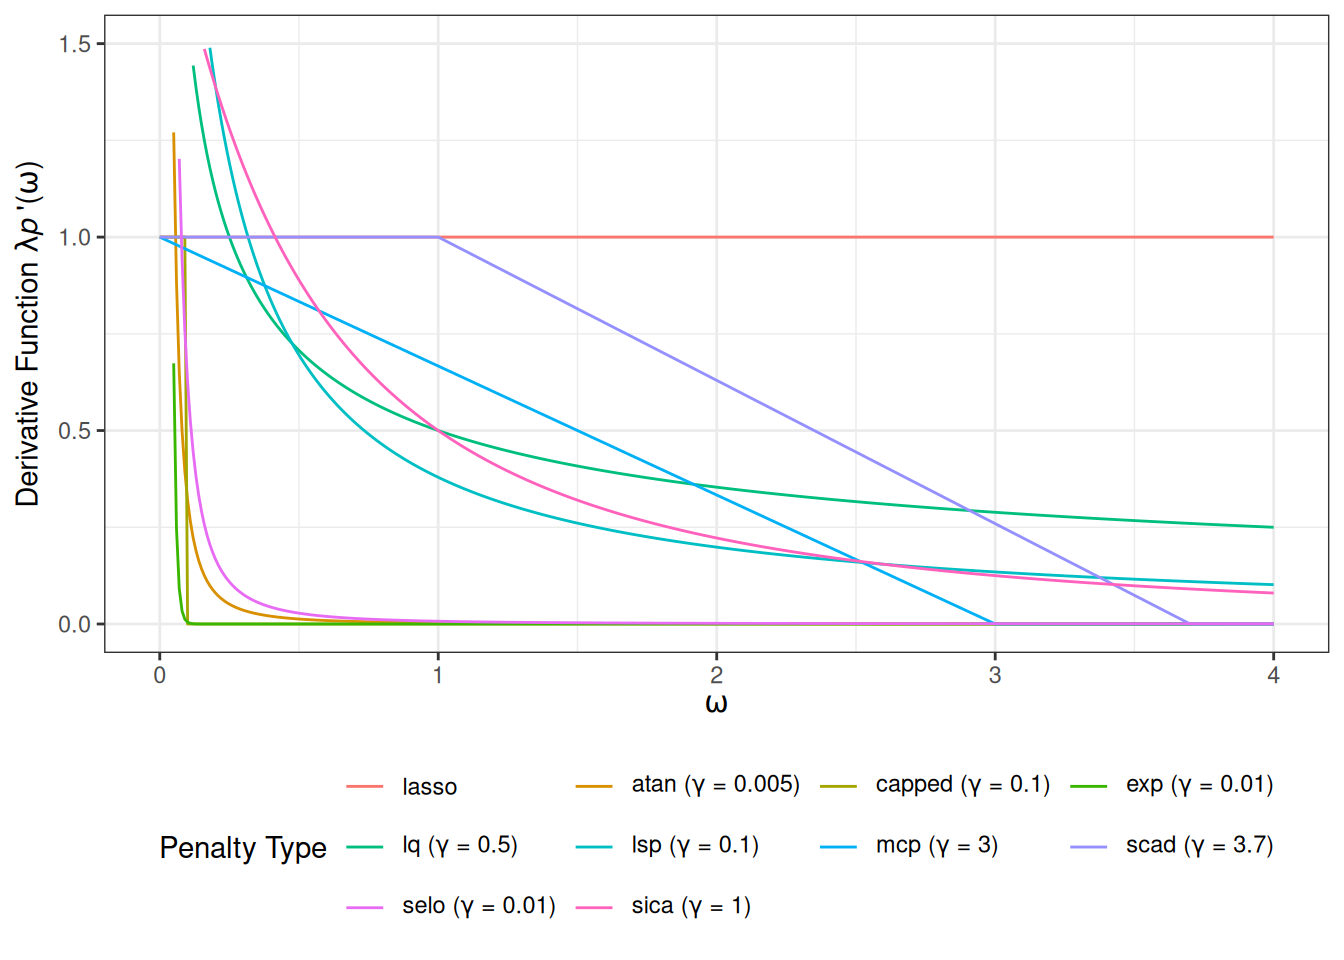 Derivative Function λp'(ω)
1.5
1.0
0.5
0.0
0 1 2 3 4
ω
Penalty Type
lasso atan (γ = 0.005) capped (γ = 0.1) exp (γ = 0.01)
lq (γ = 0.5) lsp (γ = 0.1) mcp (γ = 3) scad (γ = 3.7)
selo (γ = 0.01) sica (γ = 1)